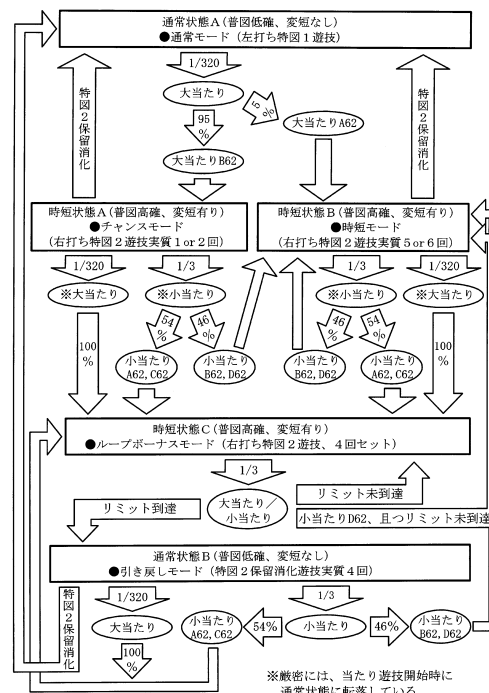 通常状態A（普図低確、変短なし）
●通常モード（左打ち特図１遊技）
1/320
大当たり
5%
95%
大当たりA62
大当たりB62
特図２保留消化
特図２保留消化
時短状態A（普図高確、変短有り）
●チャンスモード
（右打ち特図２遊技実質１or２回）
時短状態B（普図高確、変短有り）
●時短モード
（右打ち特図２遊技実質５or６回）
1/320
1/3
1/3
1/320
※大当たり
※小当たり
※小当たり
※大当たり
54%
46%
46%
54%
100%
100%
小当たり
A62,C62
小当たり
B62,D62
小当たり
B62,D62
小当たり
A62,C62
時短状態C（普図高確、変短有り）
●ループボーナスモード（右打ち特図２遊技、４回セット）
1/3
大当たり／
小当たり
リミット到達
リミット未到達
小当たりD62、且つリミット未到達
通常状態B（普図低確、変短なし）
●引き戻しモード（特図２保留消化遊技実質４回）
特図２保留消化
1/320
1/3
大当たり
小当たり
A62,C62
54%
小当たり
46%
小当たり
B62,D62
100%
※厳密には、当たり遊技開始時に
通常状態に転落している